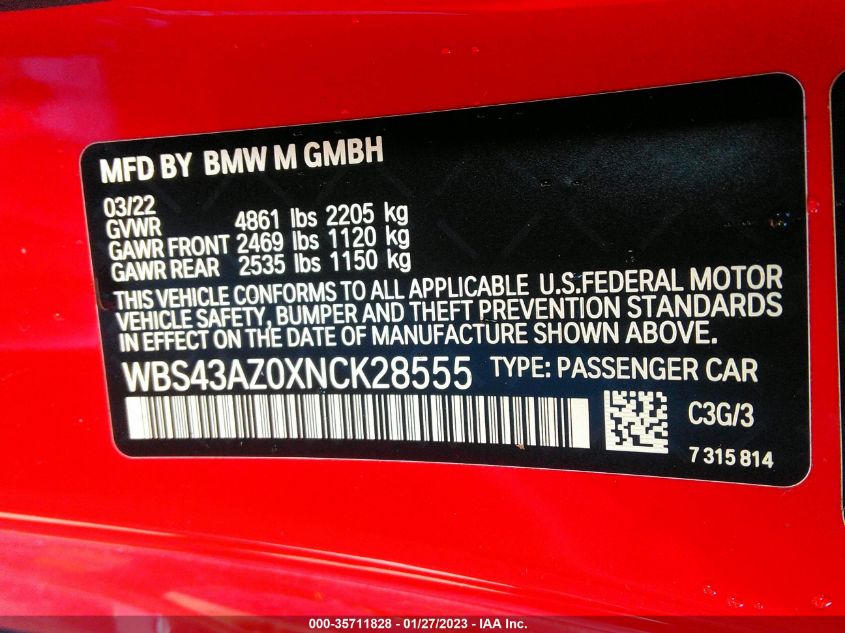 MFD BY BMW M GMBH
03/22
GVWR 4861 lbs 2205 kg
GAWR FRONT 2469 lbs 1120 kg
GAWR REAR 2535 lbs 1150 kg
THIS VEHICLE CONFORMS TO ALL APPLICABLE U.S.FEDERAL MOTOR
VEHICLE SAFETY, BUMPER AND THEFT PREVENTION STANDARDS
IN EFFECT ON THE DATE OF MANUFACTURE SHOWN ABOVE.
WBS43AZ0XNCK28555 TYPE: PASSENGER CAR
C3G/3
7 315 814
000-35711828 - 01/27/2023 - IAA Inc.